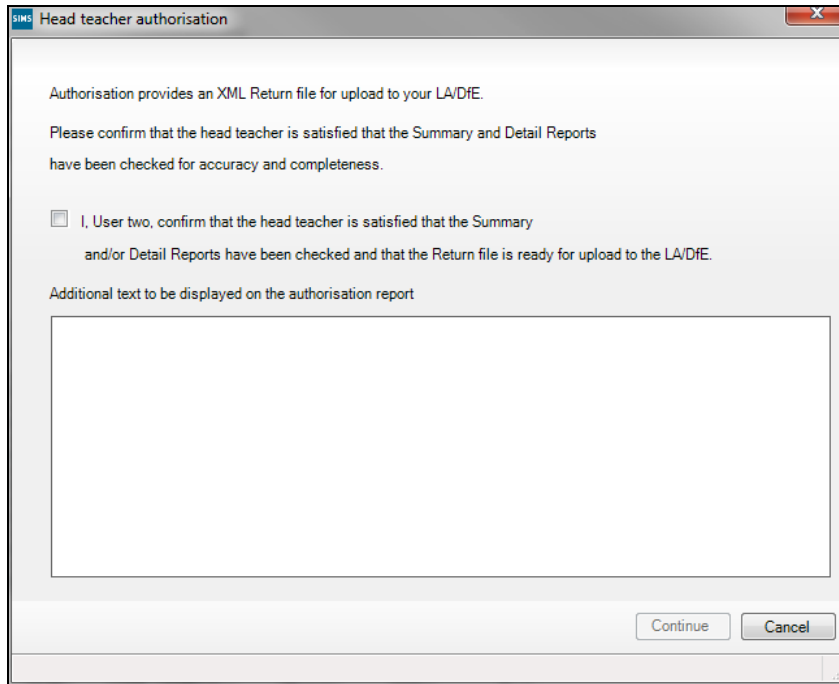 SIMS Head teacher authorisation
Authorisation provides an XML Return file for upload to your LA/DfE.
Please confirm that the head teacher is satisfied that the Summary and Detail Reports
have been checked for accuracy and completeness.
I, User two, confirm that the head teacher is satisfied that the Summary
and/or Detail Reports have been checked and that the Return file is ready for upload to the LA/DfE.
Additional text to be displayed on the authorisation report
Continue Cancel